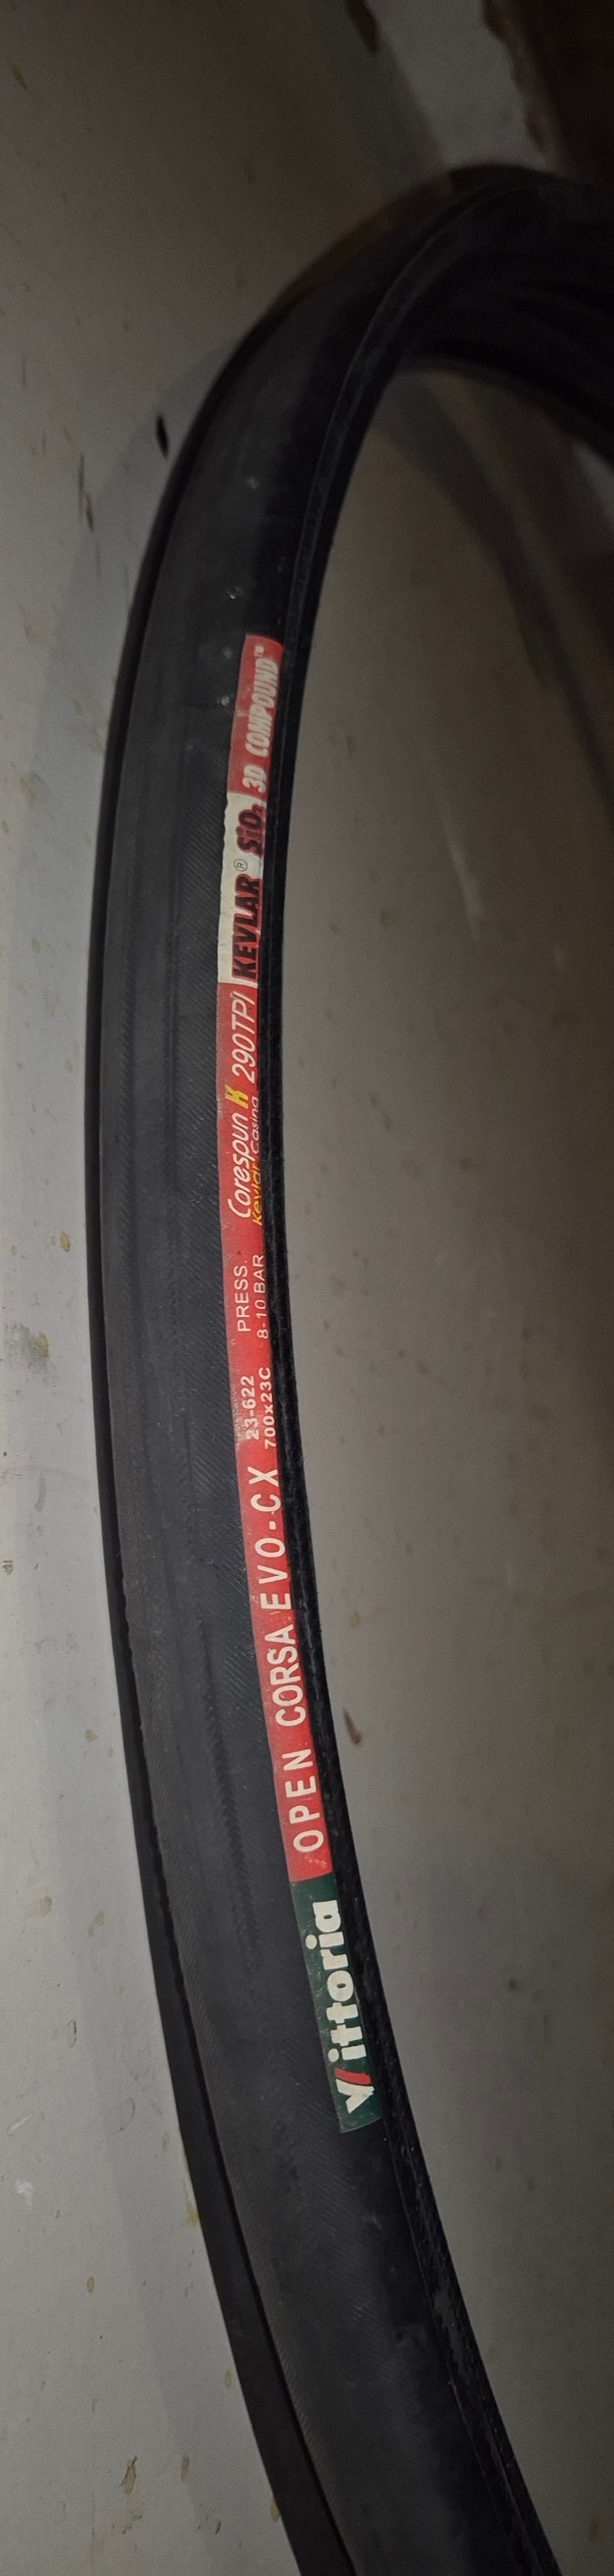 Vittoria
OPEN CORSA EVO-CX
23-622
700x23C
PRESS.
8-10 BAR
Corespun K 290TPI
Kevlar Casing
KEVLAR® SiO₂ 3D COMPOUND™